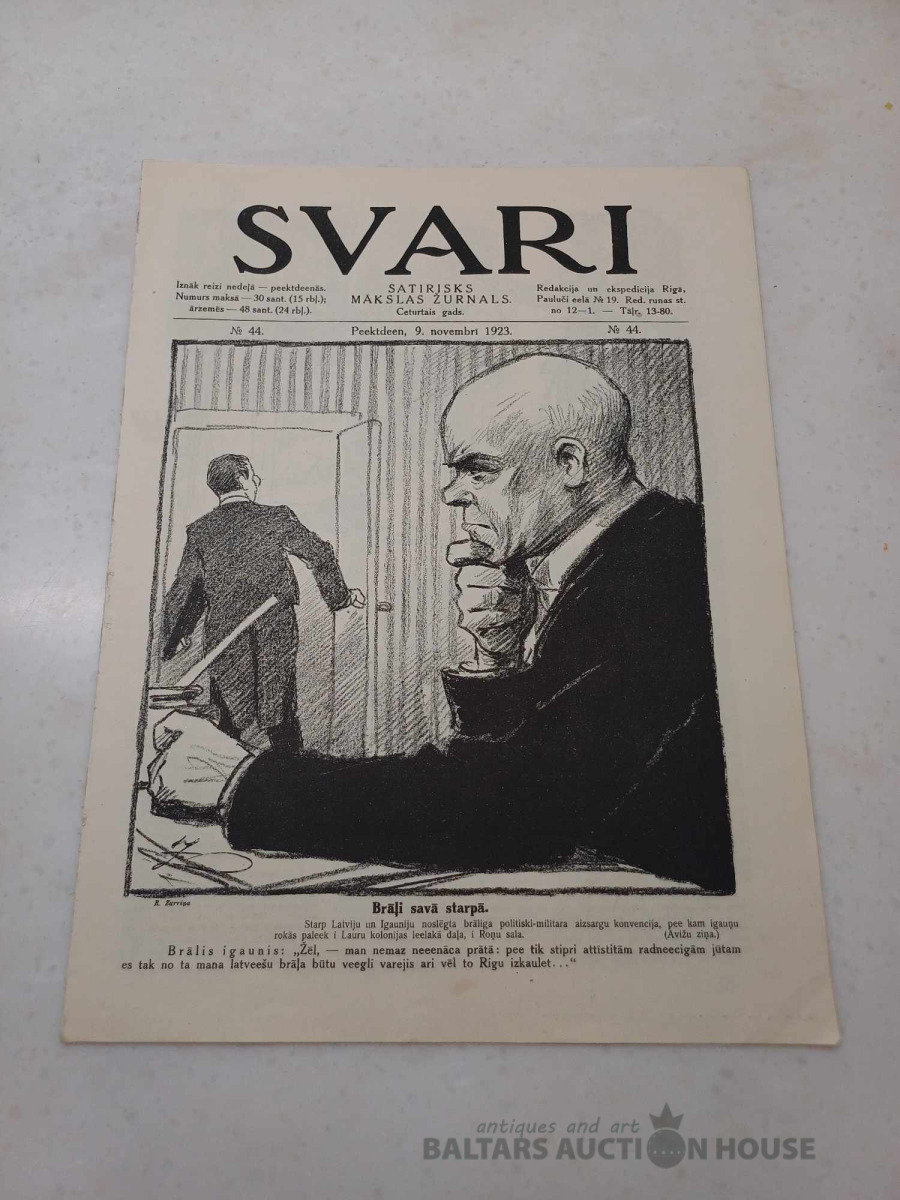 SVARI
Iznāk reizi nedeļā — peektdeenās.
Numurs maksā — 30 sant. (15 rbļ.);
ārzemēs — 48 sant. (24 rbļ.).
SATIRISKS
MĀKSLAS ŽURNALS.
Ceturtais gads.
Redakcija un ekspedicija Rīgā,
Pauluči eelā № 19. Red. runas st.
no 12—1. — Tāļr. 13-80.
№ 44.
Peektdeen, 9. novembrī 1923.
№ 44.
R. Zarriņa
Brāļi savā starpā.
Starp Latviju un Igauniju noslēgta brāliga politiski-militara aizsargu konvencija, pee kam igauņu
rokās paleek i Lauru kolonijas leelakā daļa, i Roņu sala. (Avižu ziņa.)
Brālis igaunis: „Žēl, — man nemaz neeenāca prātā: pee tik stipri attīstitām radneecigām jūtam
es tak no ta mana latveešu brāļa būtu veegli varejis ari vēl to Rigu izkaulet..."
antiques and art
BALTARS AUCTION HOUSE